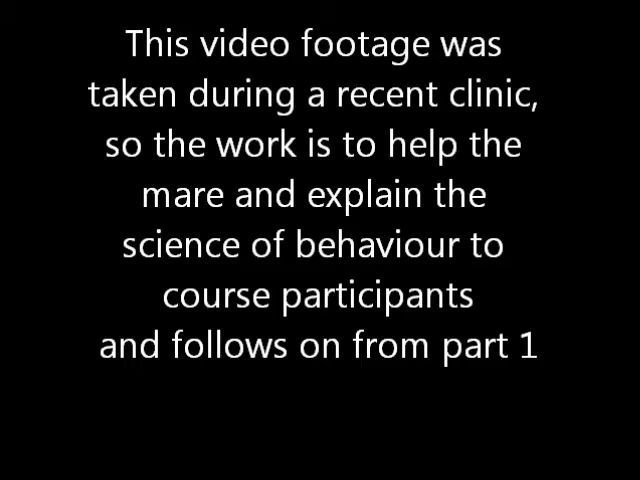 This video footage was
taken during a recent clinic,
so the work is to help the
mare and explain the
science of behaviour to
course participants
and follows on from part 1